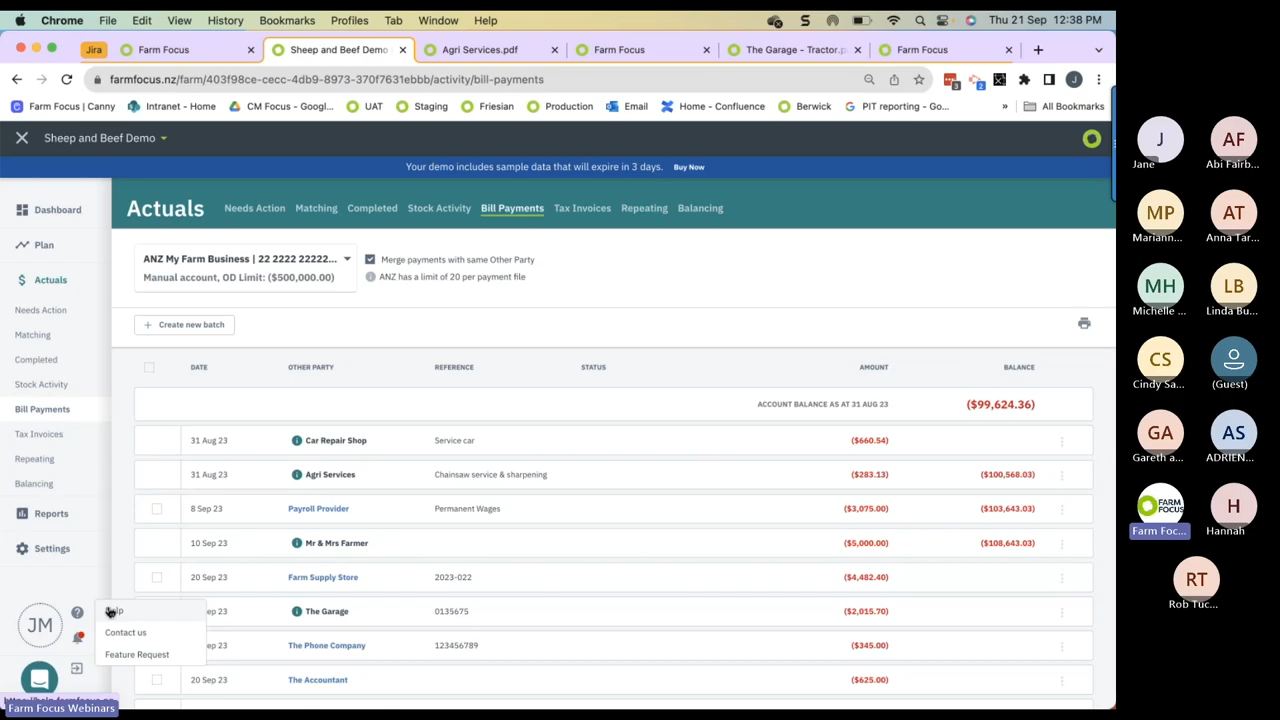 Chrome File Edit View History Bookmarks Profiles Tab Window Help Thu 21 Sep 12:38 PM
Jira Farm Focus Sheep and Beef Demo Agri Services.pdf Farm Focus The Garage - Tractor.p Farm Focus
farmfocus.nz/farm/403f98ce-cecc-4db9-8973-370f7631ebbb/activity/bill-payments 3 2 J
Farm Focus | Canny Intranet - Home CM Focus - Googl... UAT Staging Friesian Production Email Home - Confluence Berwick PIT reporting - Go... » All Bookmarks
Sheep and Beef Demo
Your demo includes sample data that will expire in 3 days. Buy Now
Dashboard
Plan
Actuals
Needs Action
Matching
Completed
Stock Activity
Bill Payments
Tax Invoices
Repeating
Balancing
Reports
Settings
JM
Help
Contact us
Feature Request
Actuals Needs Action Matching Completed Stock Activity Bill Payments Tax Invoices Repeating Balancing
ANZ My Farm Business | 22 2222 22222...
Manual account, OD Limit: ($500,000.00)
Merge payments with same Other Party
ANZ has a limit of 20 per payment file
Create new batch
DATE OTHER PARTY REFERENCE STATUS AMOUNT BALANCE
ACCOUNT BALANCE AS AT 31 AUG 23 ($99,624.36)
31 Aug 23 Car Repair Shop Service car ($660.54)
31 Aug 23 Agri Services Chainsaw service & sharpening ($283.13) ($100,568.03)
8 Sep 23 Payroll Provider Permanent Wages ($3,075.00) ($103,643.03)
10 Sep 23 Mr & Mrs Farmer ($5,000.00) ($108,643.03)
20 Sep 23 Farm Supply Store 2023-022 ($4,482.40)
ep 23 The Garage 0135675 ($2,015.70)
ep 23 The Phone Company 123456789 ($345.00)
20 Sep 23 The Accountant ($625.00)
Farm Focus Webinars
J AF
Jane Abi Fairb...
MP AT
Mariann... Anna Tar...
MH LB
Michelle ... Linda Bu...
CS
Cindy Sa... (Guest)
GA AS
Gareth a... ADRIEN...
FARM FOCUS H
Farm Foc... Hannah
RT
Rob Tuc...